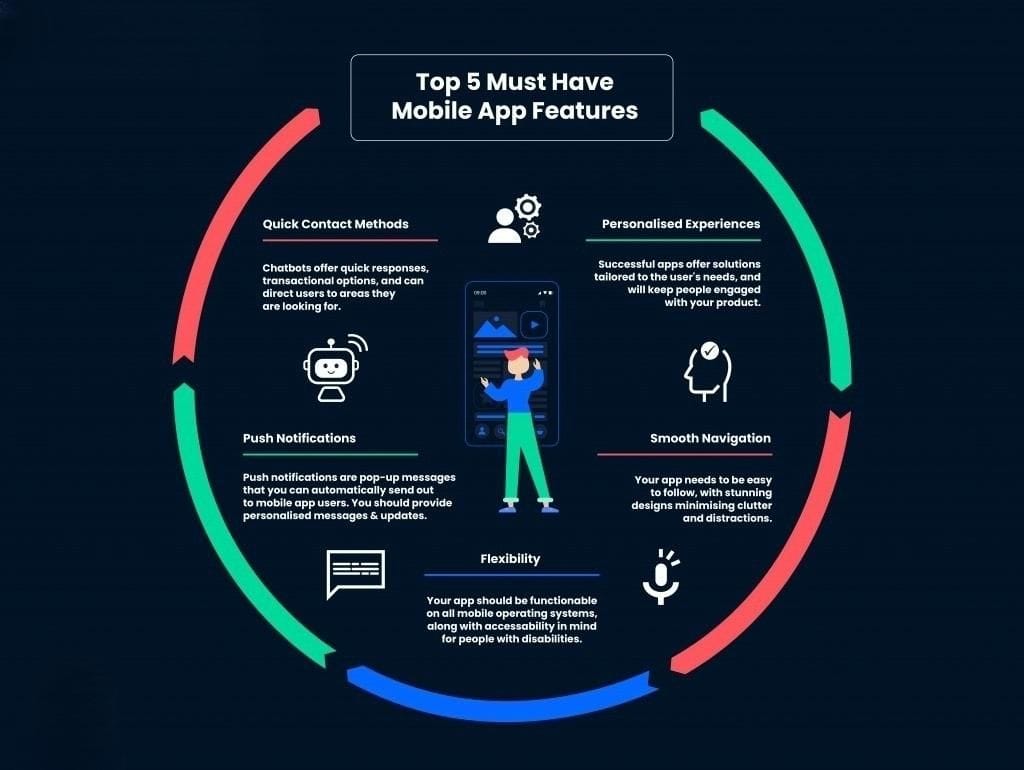 Top 5 Must Have
Mobile App Features
Quick Contact Methods
Chatbots offer quick responses,
transactional options, and can
direct users to areas they
are looking for.
Personalised Experiences
Successful apps offer solutions
tailored to the user's needs, and
will keep people engaged
with your product.
09:00
Push Notifications
Push notifications are pop-up messages
that you can automatically send out
to mobile app users. You should provide
personalised messages & updates.
Smooth Navigation
Your app needs to be easy
to follow, with stunning
designs minimising clutter
and distractions.
Flexibility
Your app should be functionable
on all mobile operating systems,
along with accessability in mind
for people with disabilities.